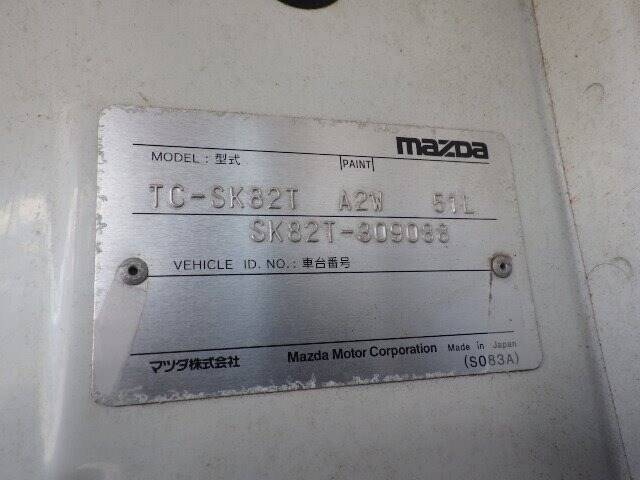 mazda
MODEL : 型式 PAINT
TC-SK82T A2W 51L
SK82T-309088
VEHICLE ID. NO. : 車台番号
マツダ株式会社 Mazda Motor Corporation Made in Japan
(S083A)